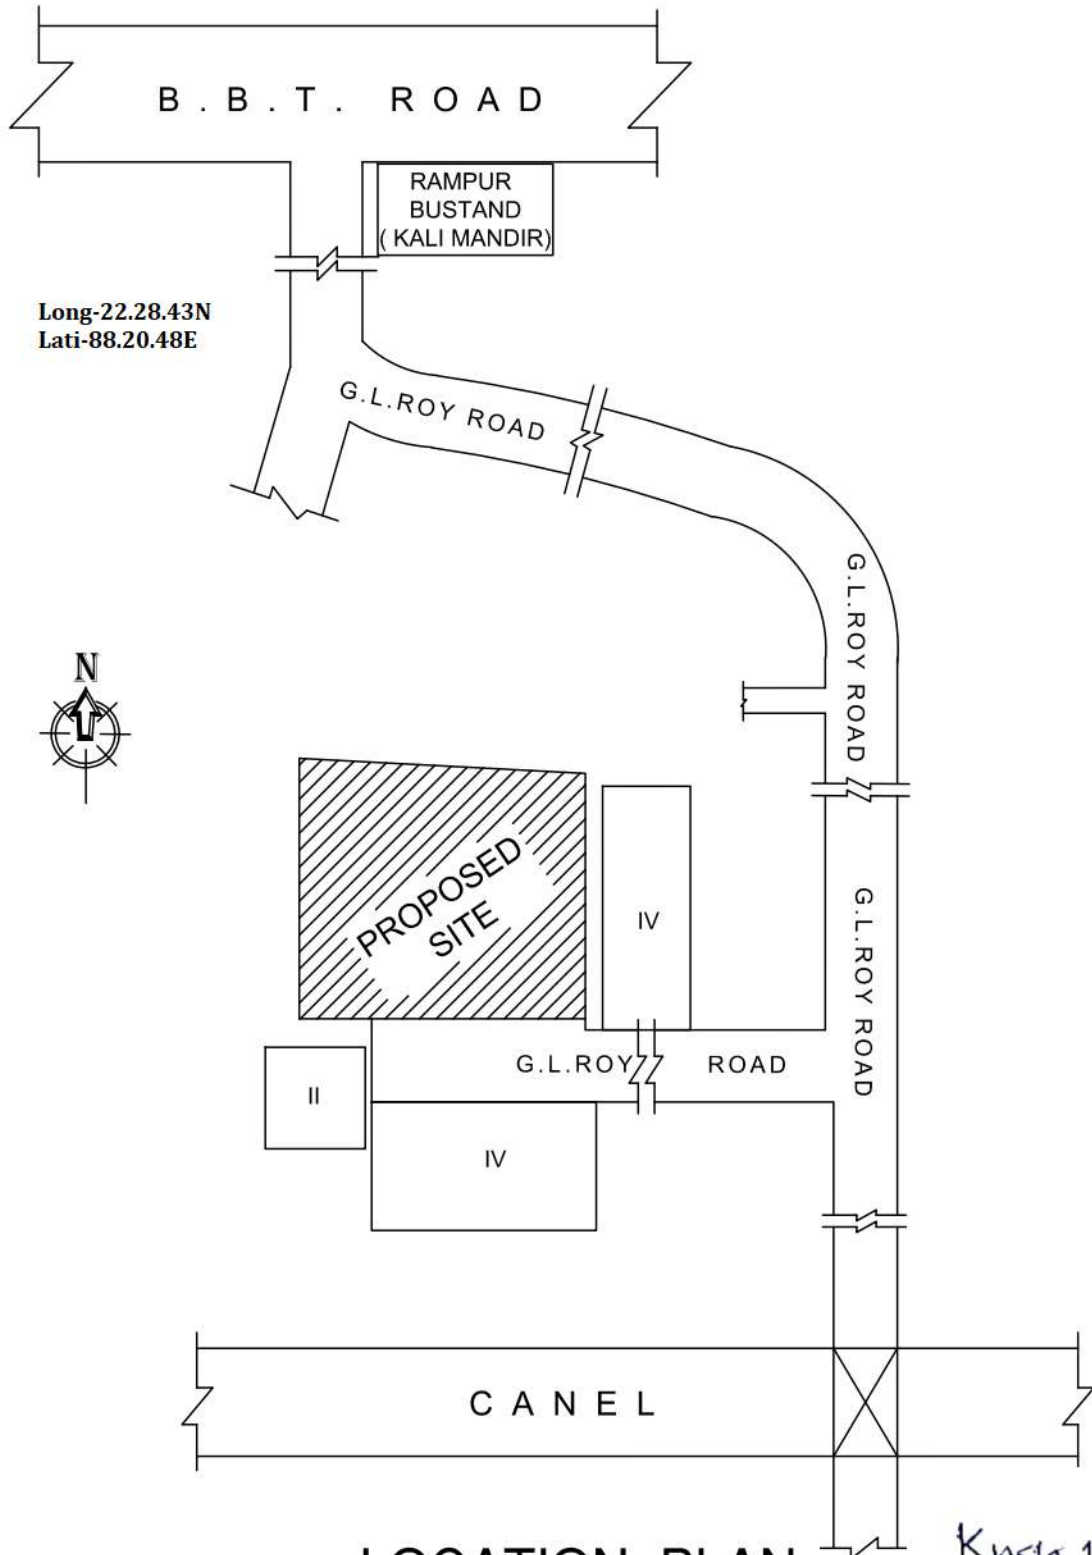 B.B.T. ROAD
RAMPUR
BUSTAND
( KALI MANDIR)
Long-22.28.43N
Lati-88.20.48E
G.L.ROY ROAD
G.L.ROY ROAD
N
PROPOSED
SITE
IV
G.L.ROY ROAD
G.L.ROY ROAD
II
IV
CANEL
LOCATION PLAN